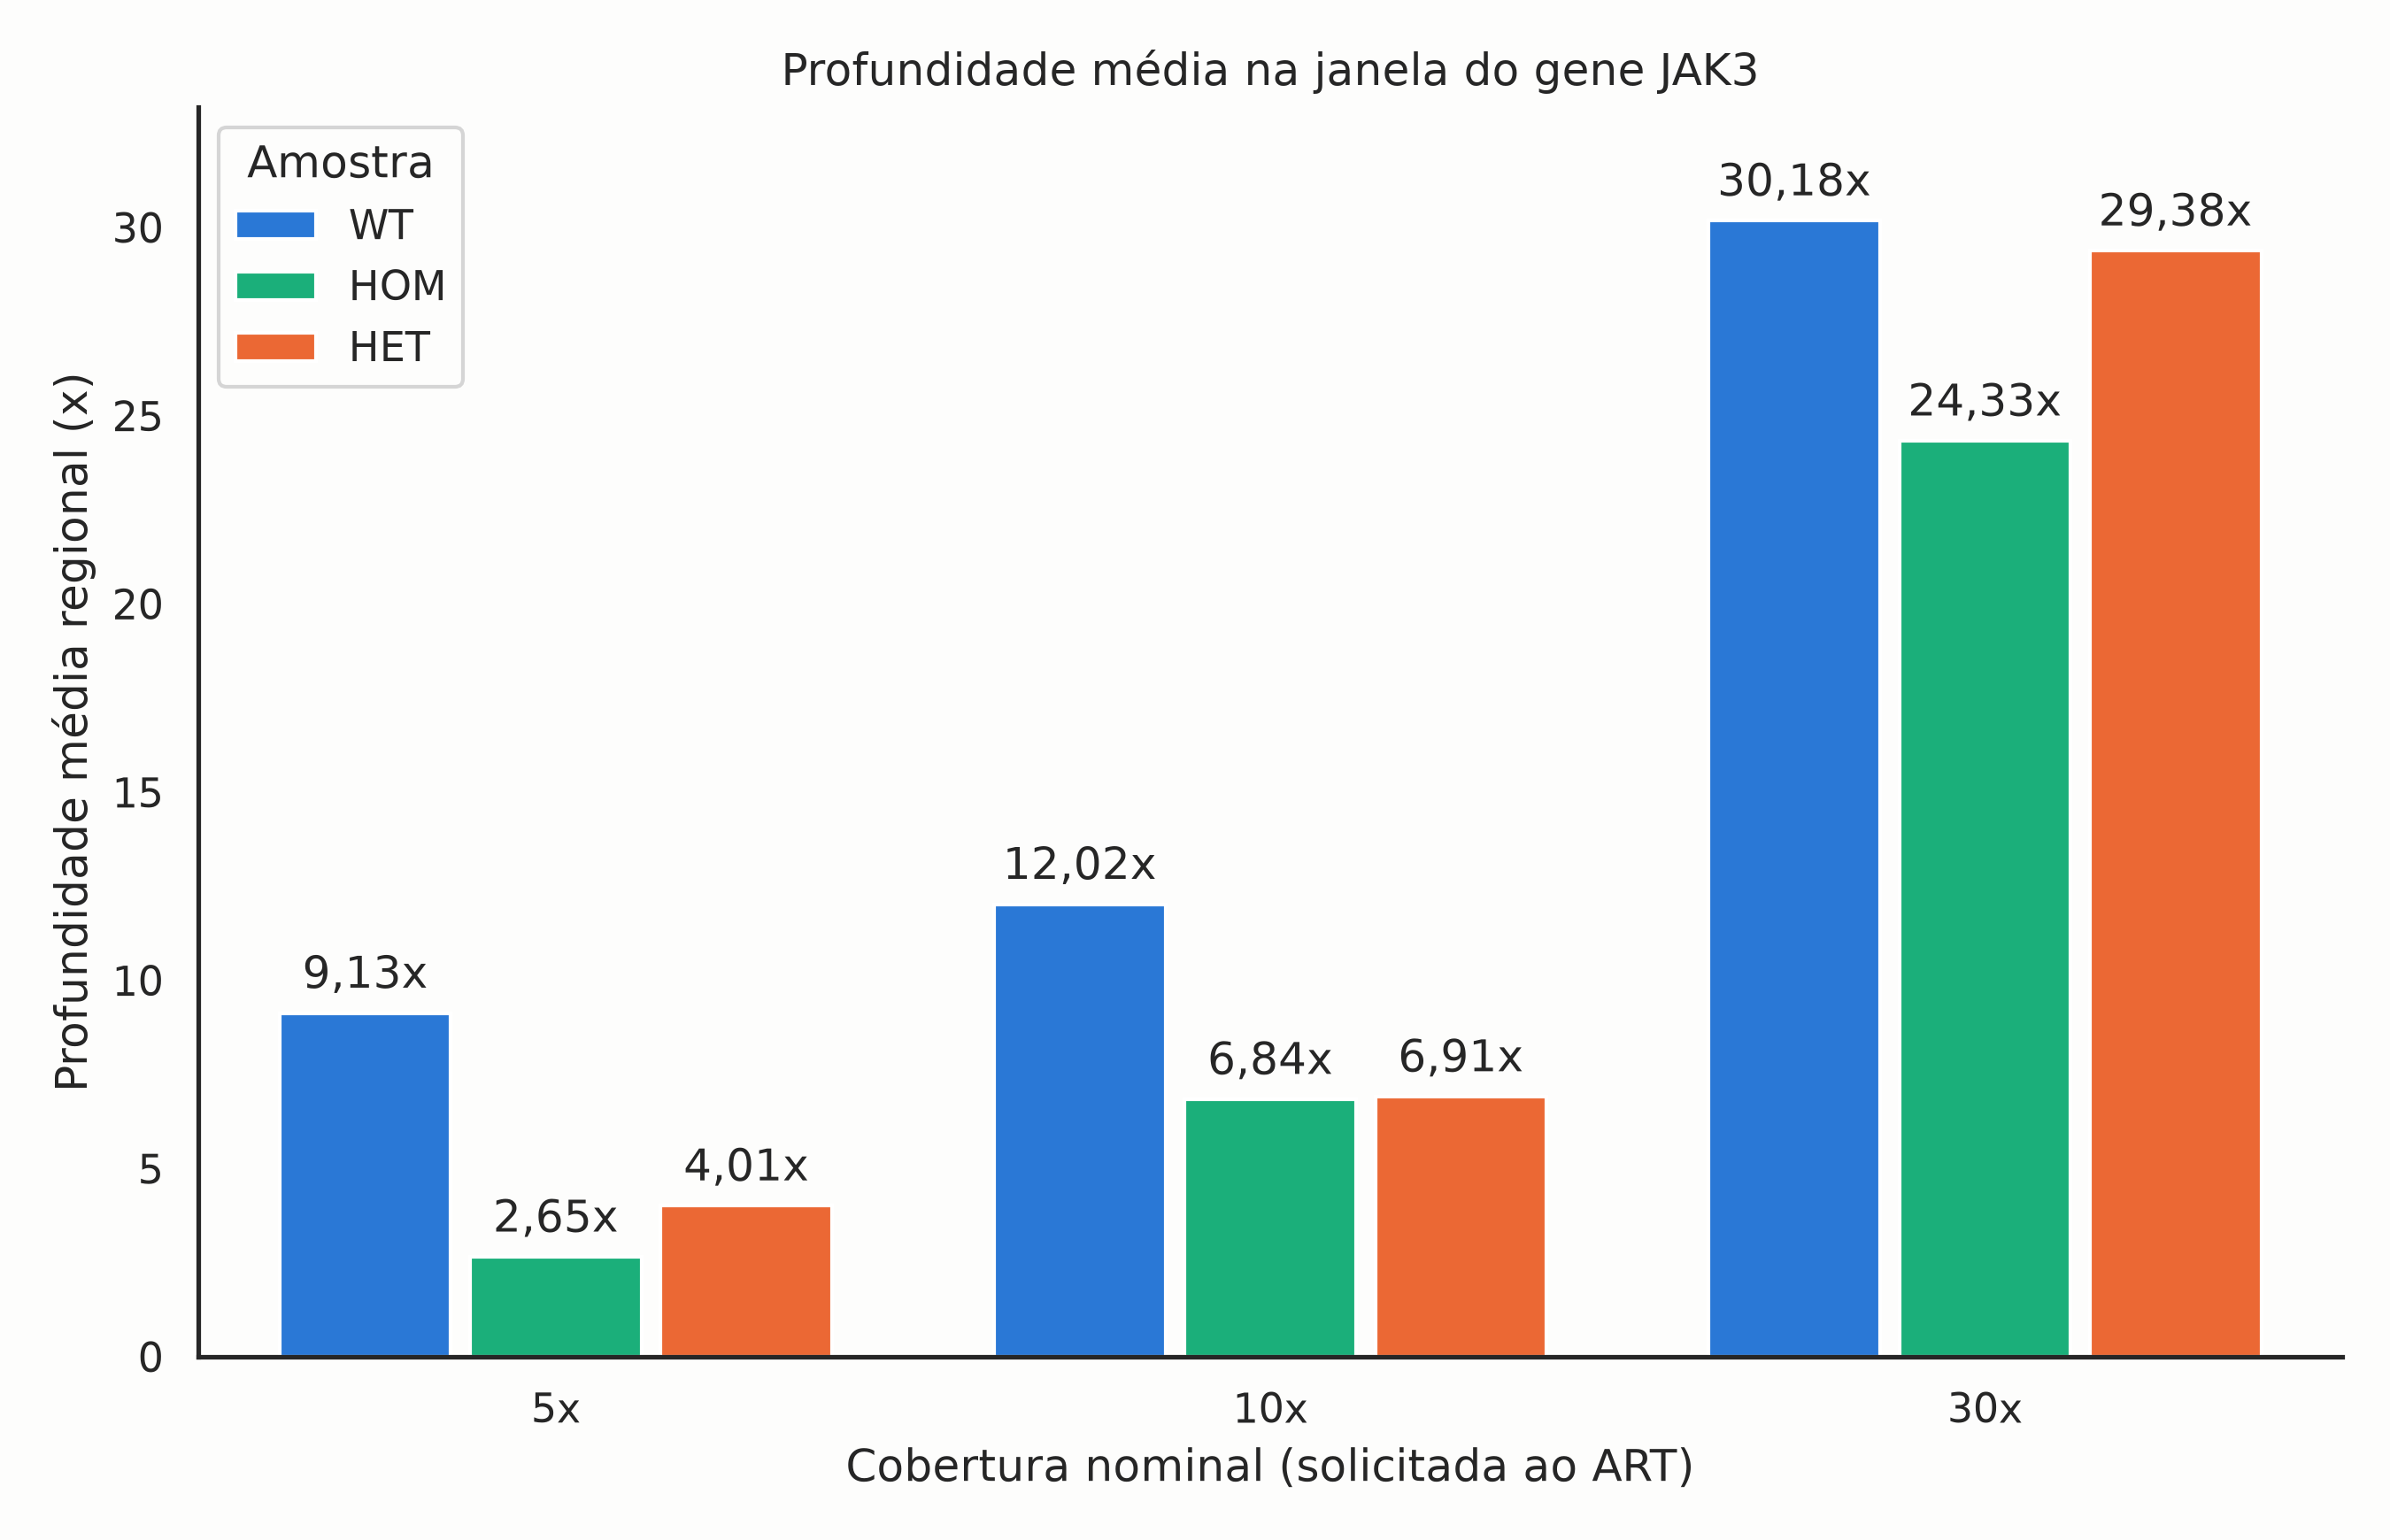 Profundidade média na janela do gene JAK3
Amostra
WT
HOM
HET
Profundidade média regional (x)
30
25
20
15
10
5
0
9,13x
2,65x
4,01x
12,02x
6,84x
6,91x
30,18x
24,33x
29,38x
5x
10x
30x
Cobertura nominal (solicitada ao ART)